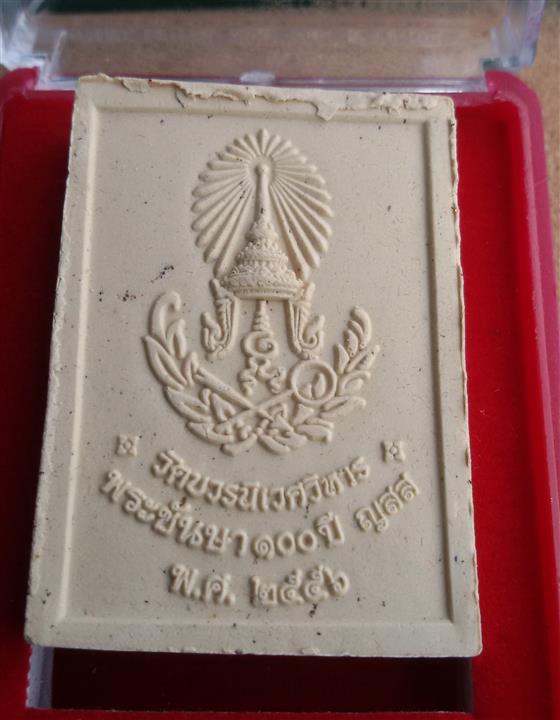 วัดบวรนิเวศวิหาร
พระชันษา ๑๐๐ ปี ญสส
พ.ศ. ๒๕๕๖